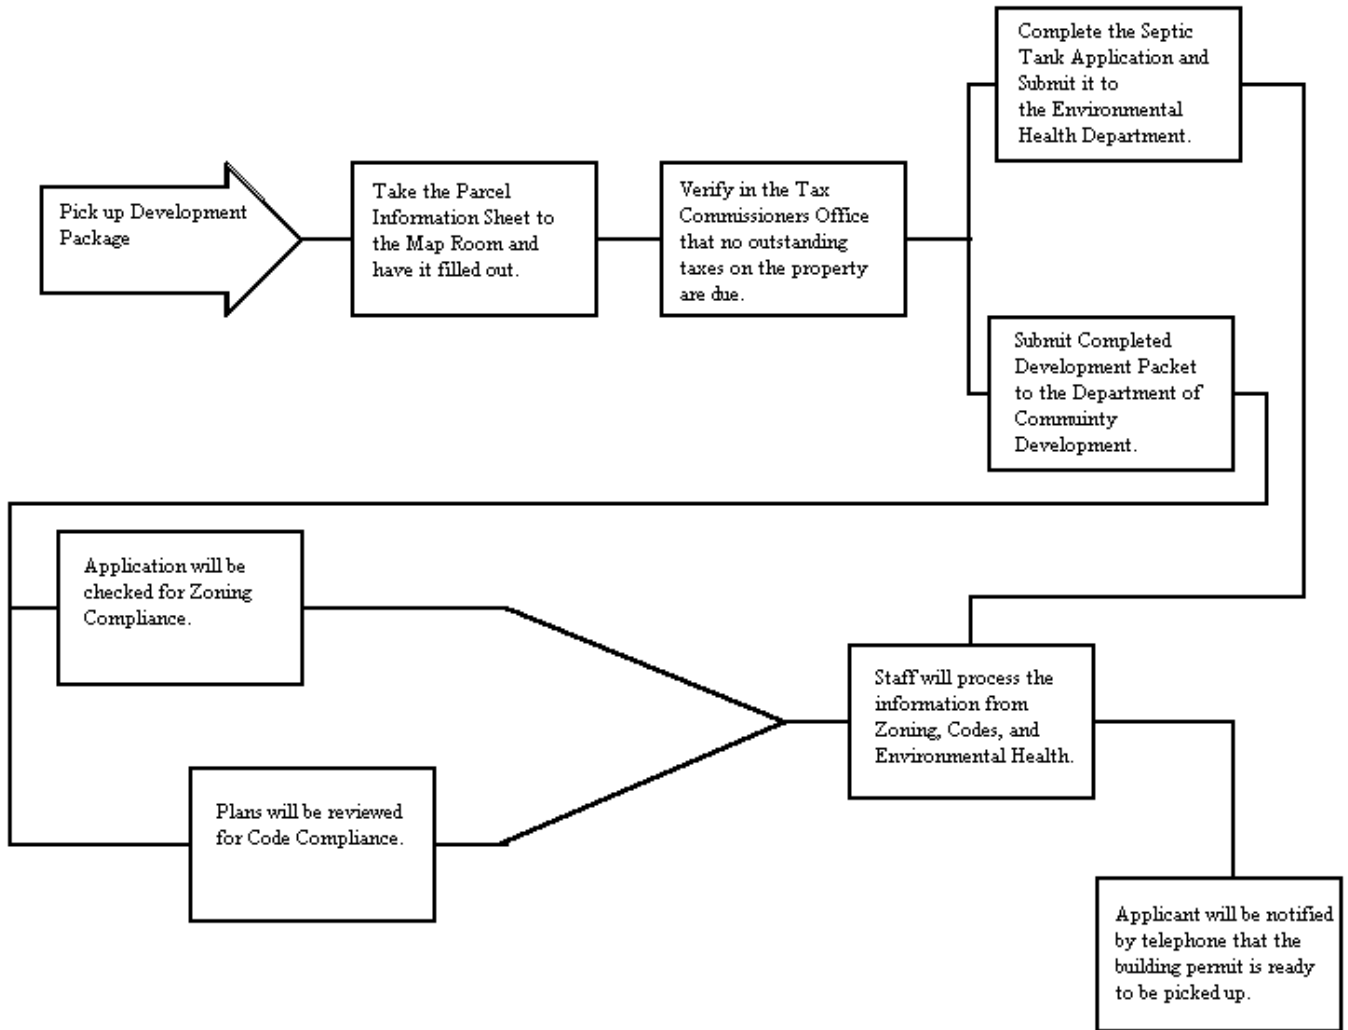 Pick up Development
Package
Take the Parcel
Information Sheet to
the Map Room and
have it filled out.
Verify in the Tax
Commissioners Office
that no outstanding
taxes on the property
are due.
Complete the Septic
Tank Application and
Submit it to
the Environmental
Health Department.
Submit Completed
Development Packet
to the Department of
Commuinty
Development.
Application will be
checked for Zoning
Compliance.
Plans will be reviewed
for Code Compliance.
Staff will process the
information from
Zoning, Codes, and
Environmental Health.
Applicant will be notified
by telephone that the
building permit is ready
to be picked up.